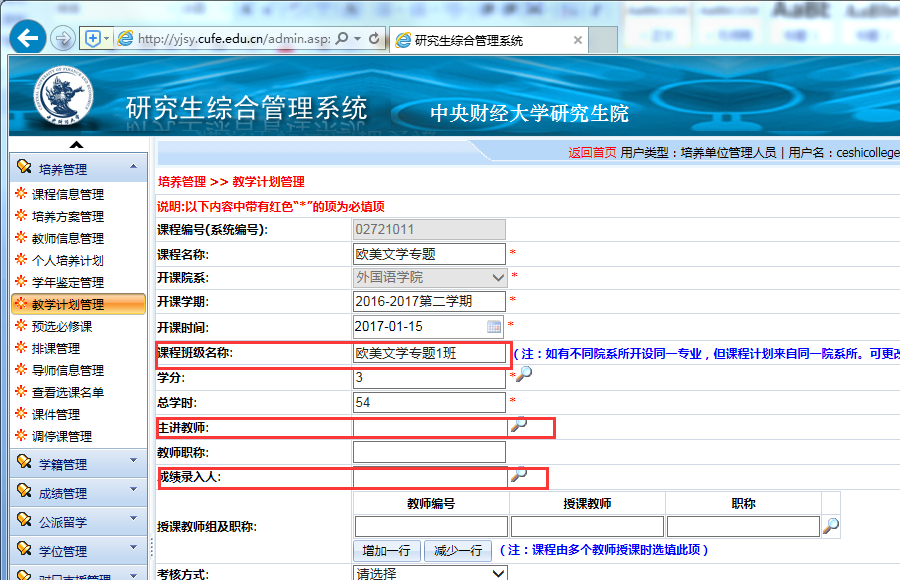 http://yjsy.cufe.edu.cn/admin.asp:
研究生综合管理系统
研究生综合管理系统
中央财经大学研究生院
返回首页 用户类型：培养单位管理人员 | 用户名：ceshicollege
培养管理
课程信息管理
培养方案管理
教师信息管理
个人培养计划
学年鉴定管理
教学计划管理
预选必修课
排课管理
导师信息管理
查看选课名单
课件管理
调停课管理
学籍管理
成绩管理
公派留学
学位管理
对口支援管理
培养管理 >> 教学计划管理
说明:以下内容中带有红色“*”的项为必填项
课程编号(系统编号): 02721011
课程名称: 欧美文学专题 *
开课院系: 外国语学院 *
开课学期: 2016-2017第二学期 *
开课时间: 2017-01-15 *
课程班级名称: 欧美文学专题1班 （注：如有不同院系所开设同一专业，但课程计划来自同一院系所。可更改
学分: 3 *
总学时: 54 *
主讲教师:
教师职称:
成绩录入人:
教师编号 授课教师 职称
授课教师组及职称:
增加一行 减少一行 （注：课程由多个教师授课时选填此项）
考核方式: 请选择